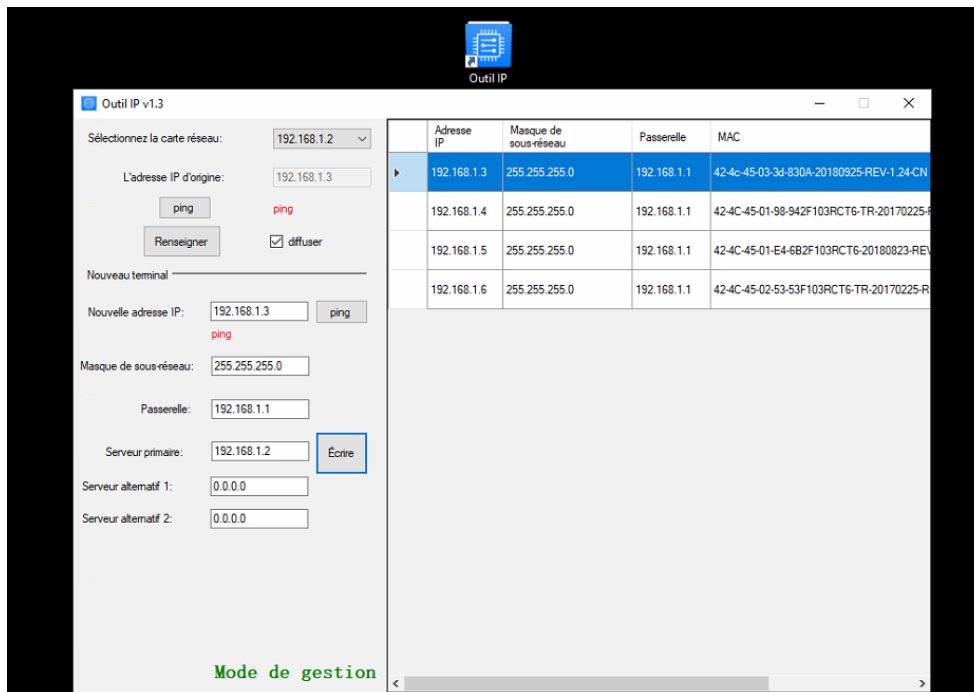 Outil IP
Outil IP v1.3
Sélectionnez la carte réseau:
192.168.1.2
L'adresse IP d'origine:
192.168.1.3
ping
ping
Renseigner
diffuser
Nouveau terminal
Nouvelle adresse IP:
192.168.1.3
ping
ping
Masque de sous-réseau:
255.255.255.0
Passerelle:
192.168.1.1
Serveur primaire:
192.168.1.2
Écrire
Serveur alternatif 1:
0.0.0.0
Serveur alternatif 2:
0.0.0.0
Mode de gestion
Adresse IP
Masque de sous-réseau
Passerelle
MAC
192.168.1.3 255.255.255.0 192.168.1.1 42-4c-45-03-3d-830A-20180925-REV-1.24-CN
192.168.1.4 255.255.255.0 192.168.1.1 42-4C-45-01-98-942F103RCT6-TR-20170225-
192.168.1.5 255.255.255.0 192.168.1.1 42-4C-45-01-E4-6B2F103RCT6-20180823-REV
192.168.1.6 255.255.255.0 192.168.1.1 42-4C-45-02-53-53F103RCT6-TR-20170225-R